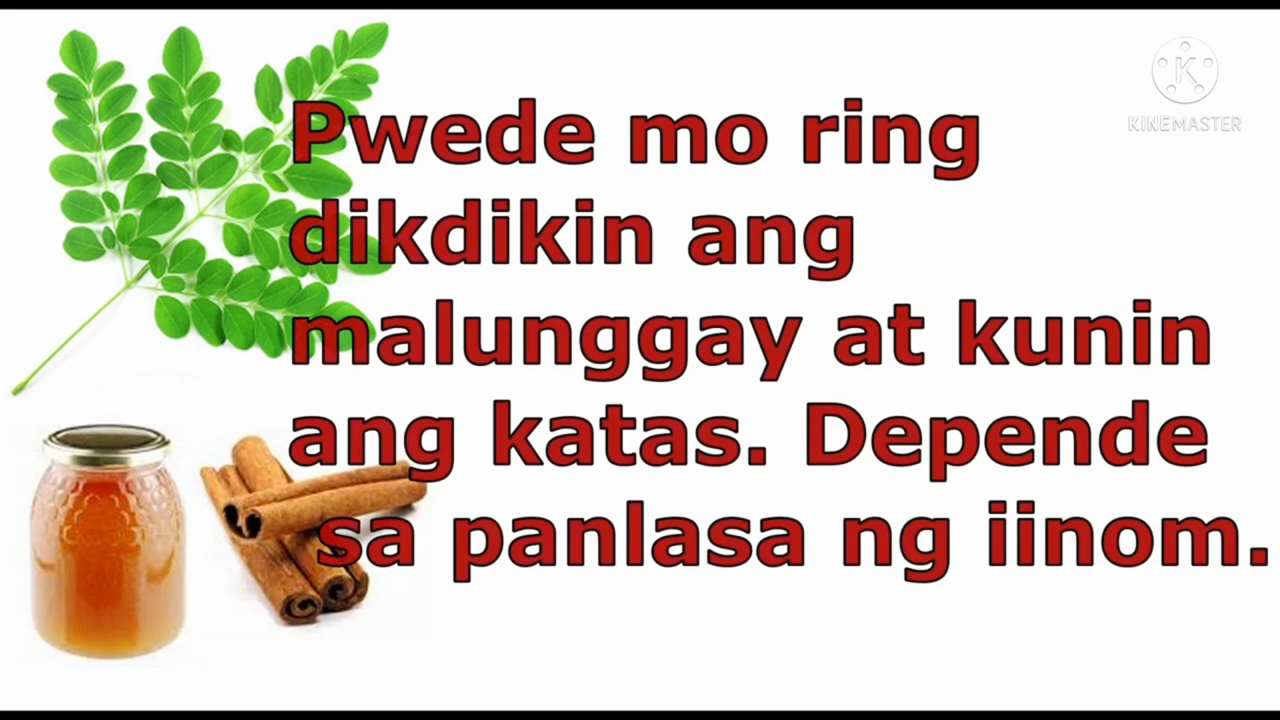 K
KINEMASTER
Pwede mo ring
dikdikin ang
malunggay at kunin
ang katas. Depende
sa panlasa ng iinom.